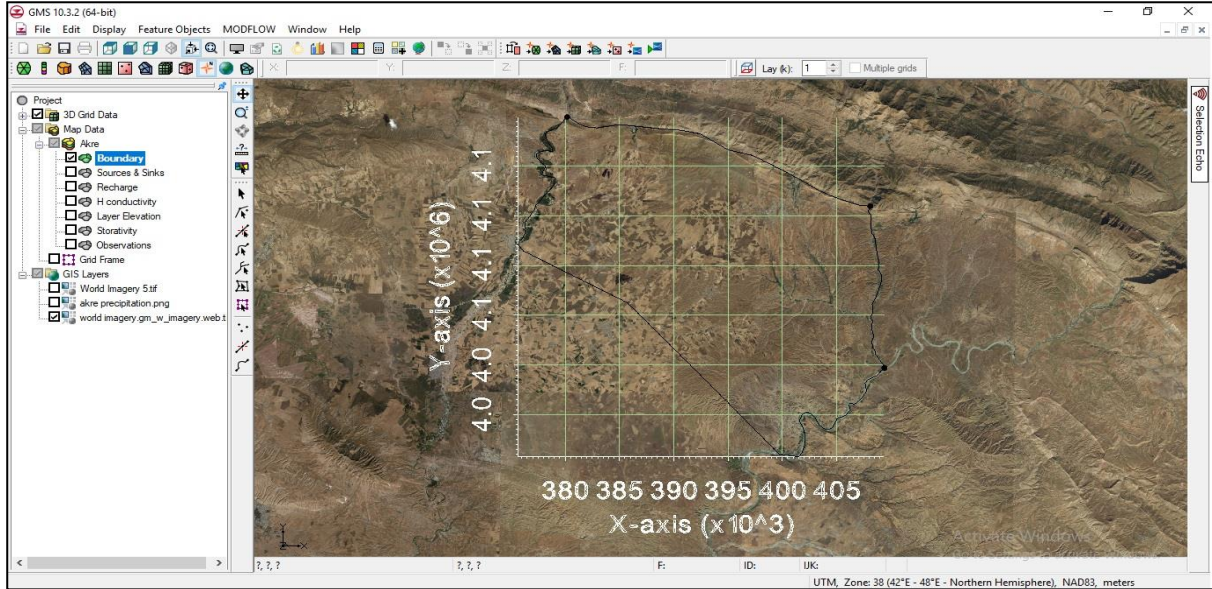 GMS 10.3.2 (64-bit)
File Edit Display Feature Objects MODFLOW Window Help
X: Y: Z: F: Lay (k): 1 Multiple grids
Project
3D Grid Data
Map Data
Akre
Boundary
Sources & Sinks
Recharge
H conductivity
Layer Elevation
Storativity
Observations
Grid Frame
GIS Layers
World Imagery 5.tif
akre precipitation.png
world imagery.gm_w_imagery.web.t
Y-axis (x10^6)
4.0 4.0 4.1 4.1 4.1 4.1
380 385 390 395 400 405
X-axis (x10^3)
Selection Echo
Activate Windows
?, ?, ? ?, ?, ? F: ID: UK:
UTM, Zone: 38 (42°E - 48°E - Northern Hemisphere), NAD83, meters